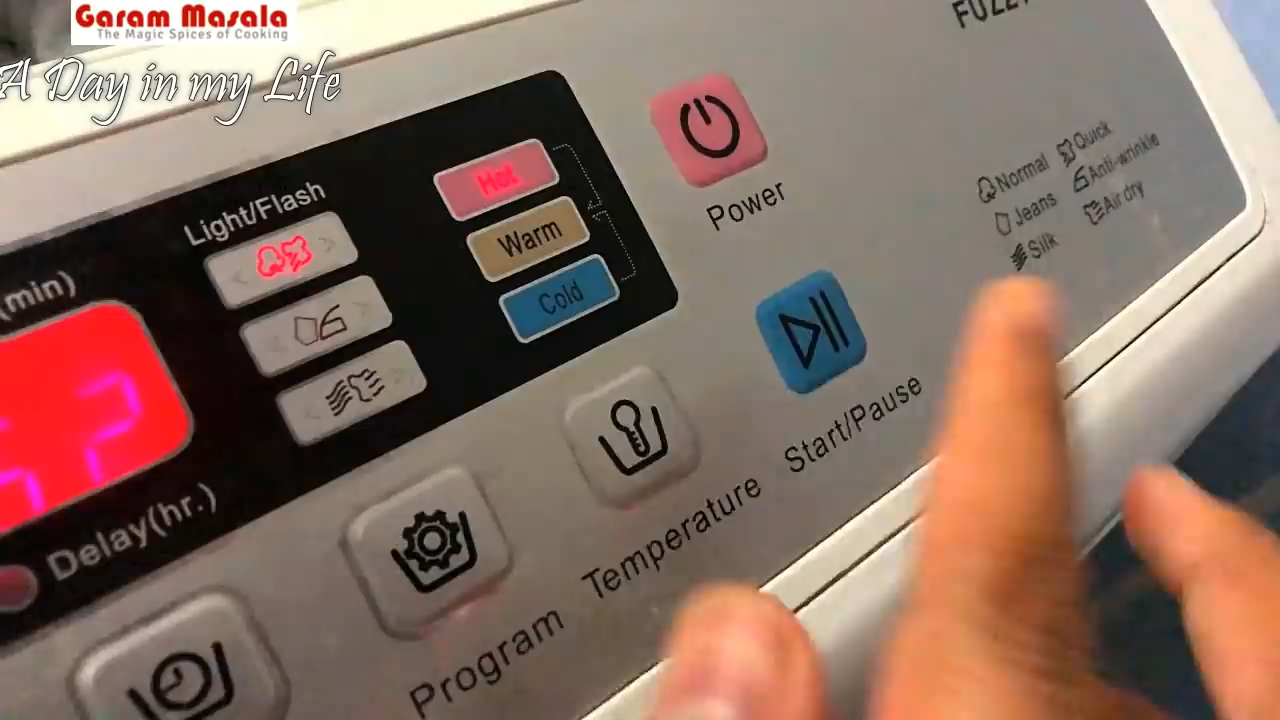 Garam Masala
The Magic Spices of Cooking
A Day in my Life
(min)
Light/Flash
Hot
Warm
Cold
Power
Normal
Quick
Jeans
Anti-wrinkle
Silk
Air dry
Start/Pause
Delay(hr.)
Temperature
Program